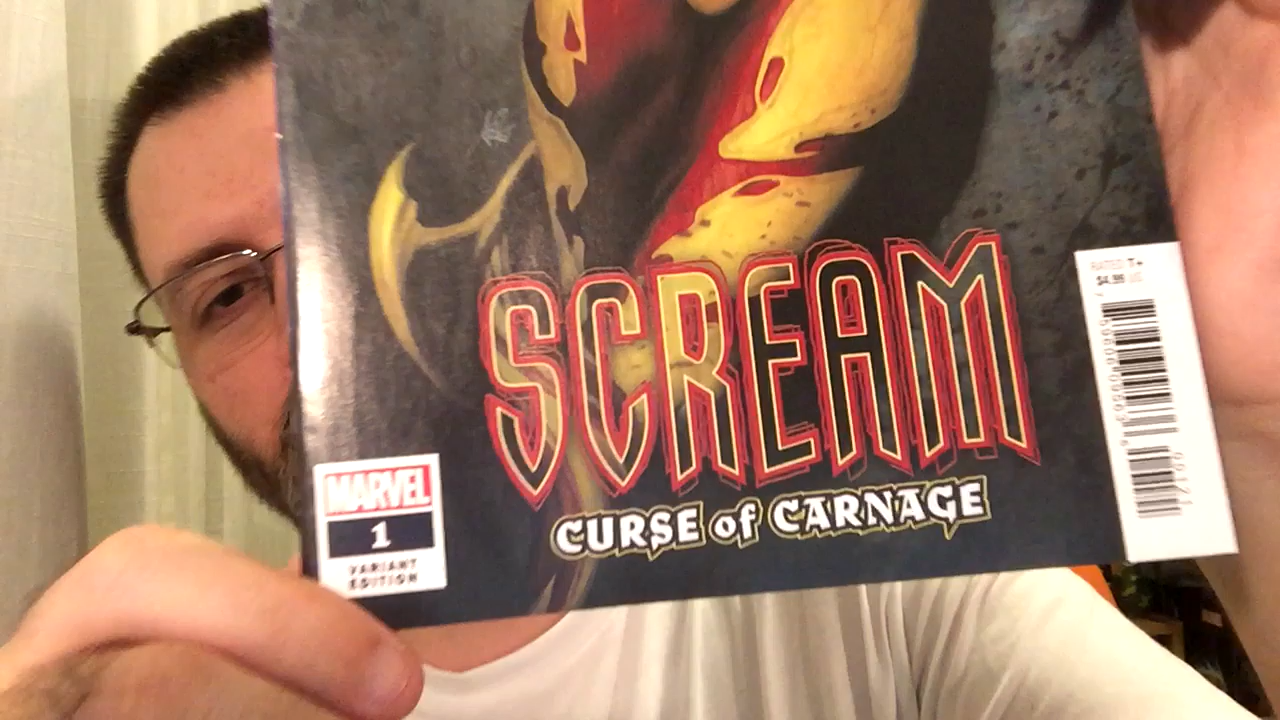 SCREAM
CURSE of CARNAGE
MARVEL
1
VARIANT
EDITION
RATED T+
$4.99 US